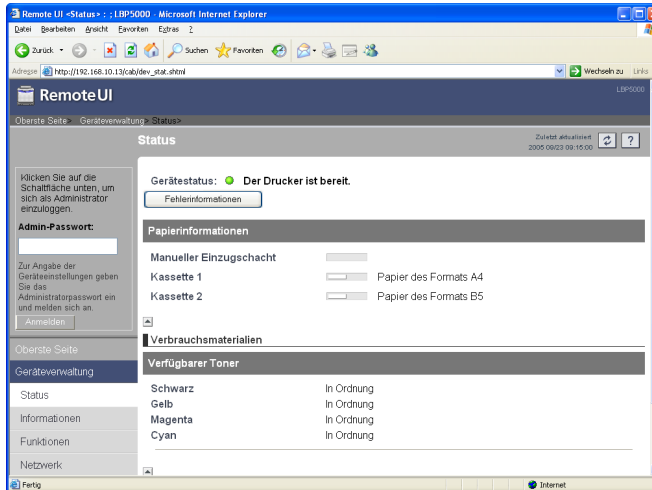 Remote UI <Status> : ; LBP5000 - Microsoft Internet Explorer
Datei Bearbeiten Ansicht Favoriten Extras ?
Zurück Suchen Favoriten
Adresse http://192.168.10.13/cab/dev_stat.shtml Wechseln zu Links
Remote UI LBP5000
Oberste Seite> Geräteverwaltung> Status>
Status
Zuletzt aktualisiert
2005 09/23 09:15:00
?
Klicken Sie auf die
Schaltfläche unten, um
sich als Administrator
einzuloggen.
Admin-Passwort:
Zur Angabe der
Geräteeinstellungen geben
Sie das
Administratorpasswort ein
und melden sich an.
Anmelden
Oberste Seite
Geräteverwaltung
Status
Informationen
Funktionen
Netzwerk
Gerätestatus: Der Drucker ist bereit.
Fehlerinformationen
Papierinformationen
Manueller Einzugschacht
Kassette 1 Papier des Formats A4
Kassette 2 Papier des Formats B5
Verbrauchsmaterialien
Verfügbarer Toner
Schwarz In Ordnung
Gelb In Ordnung
Magenta In Ordnung
Cyan In Ordnung
Fertig Internet